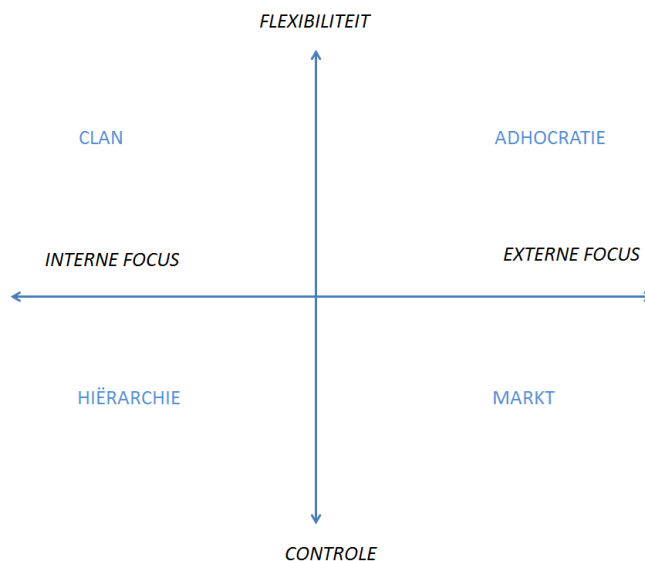 FLEXIBILITEIT
CLAN
ADHOCRATIE
INTERNE FOCUS
EXTERNE FOCUS
HIËRARCHIE
MARKT
CONTROLE